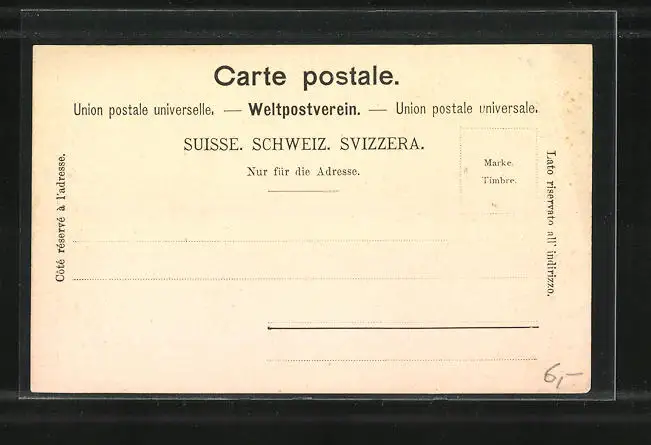 Carte postale.
Union postale universelle. — Weltpostverein. — Union postale universale.
SUISSE. SCHWEIZ. SVIZZERA.
Nur für die Adresse.
Marke.
Timbre.
Côté réservé à l'adresse.
Lato riservato all' indirizzo.
6,-